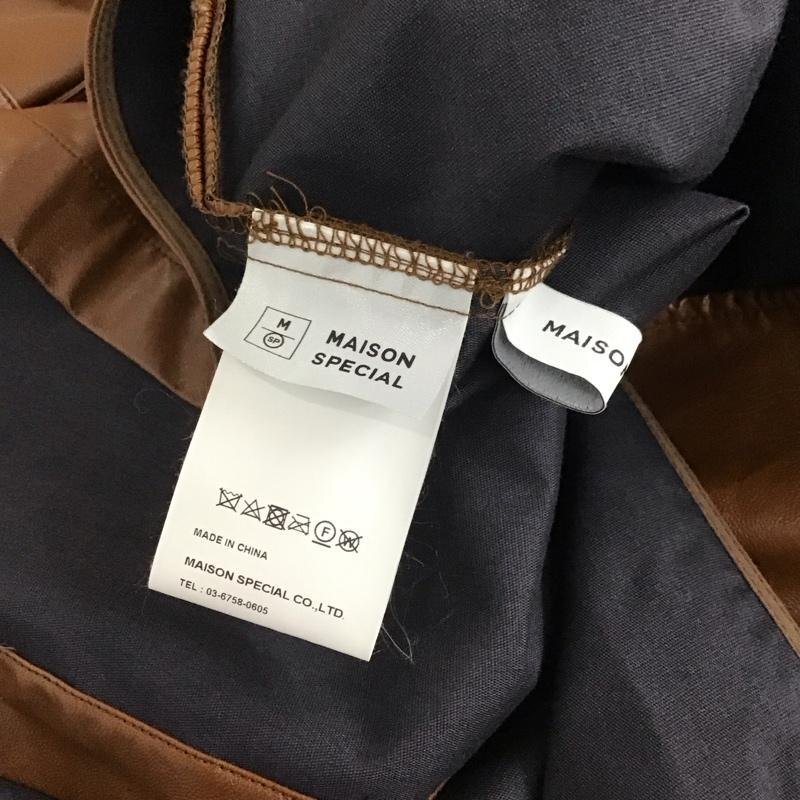 M
SP
MAISON
SPECIAL
MAISO
F
W
MADE IN CHINA
MAISON SPECIAL CO.,LTD.
TEL : 03-6758-0605